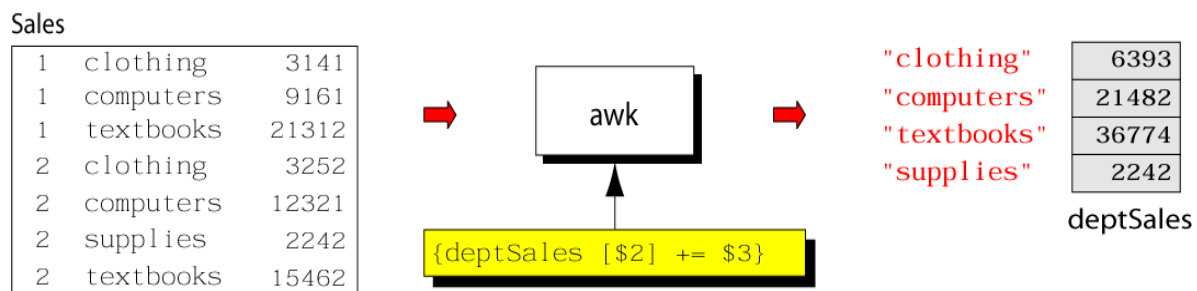 Sales
1 clothing 3141
1 computers 9161
1 textbooks 21312
2 clothing 3252
2 computers 12321
2 supplies 2242
2 textbooks 15462
awk
{deptSales [$2] += $3}
"clothing" 6393
"computers" 21482
"textbooks" 36774
"supplies" 2242
deptSales